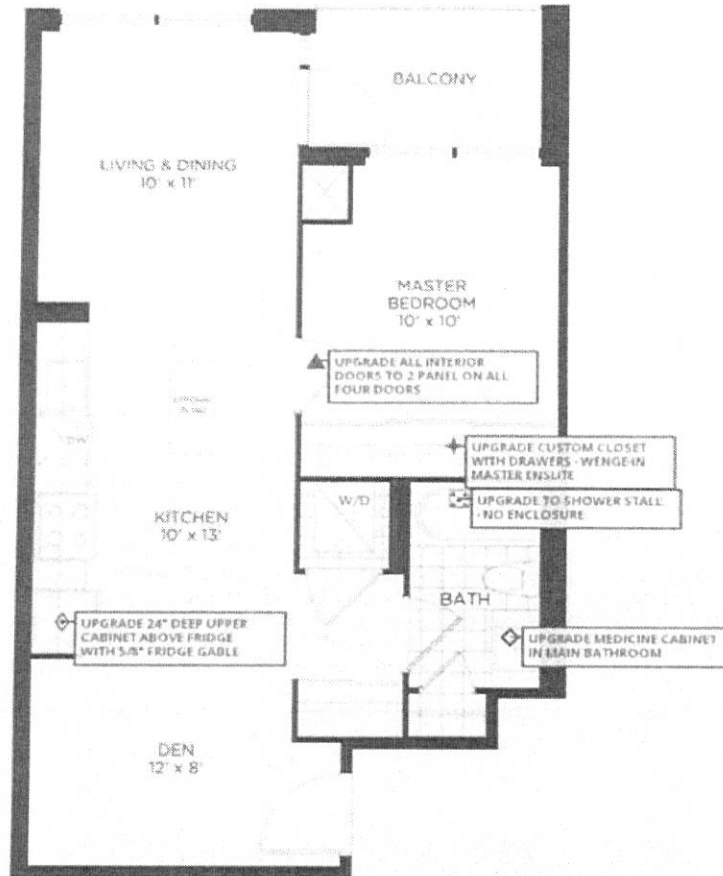 BALCONY
LIVING & DINING
10' x 11'
MASTER
BEDROOM
10' x 10'
UPGRADE ALL INTERIOR
DOORS TO 2 PANEL ON ALL
FOUR DOORS
UPGRADE CUSTOM CLOSET
WITH DRAWERS - WENGE IN
MASTER ENSUITE
W/D
UPGRADE TO SHOWER STALL
- NO ENCLOSURE
KITCHEN
10' x 13'
BATH
UPGRADE 24" DEEP UPPER
CABINET ABOVE FRIDGE
WITH 5/8" FRIDGE GABLE
UPGRADE MEDICINE CABINET
IN MAIN BATHROOM
DEN
12' x 8'